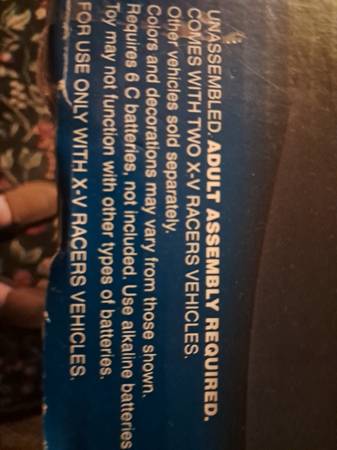 UNASSEMBLED. ADULT ASSEMBLY REQUIRED.
COMES WITH TWO X-V RACERS VEHICLES.
Other vehicles sold separately.
Colors and decorations may vary from those shown.
Requires 6 C batteries, not included. Use alkaline batteries
Toy may not function with other types of batteries.
FOR USE ONLY WITH X-V RACERS VEHICLES.